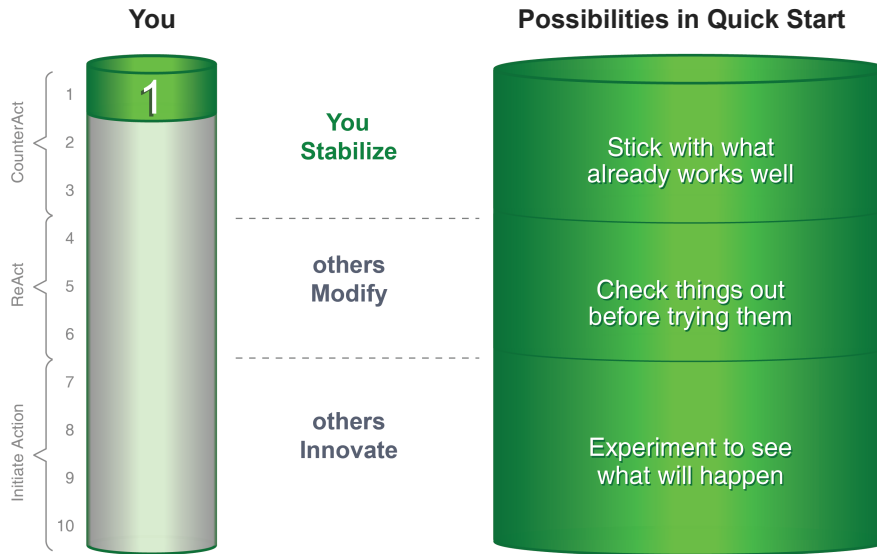 You
Possibilities in Quick Start
CounterAct
1
2
3
ReAct
4
5
6
Initiate Action
7
8
9
10
1
You
Stabilize
others
Modify
others
Innovate
Stick with what
already works well
Check things out
before trying them
Experiment to see
what will happen